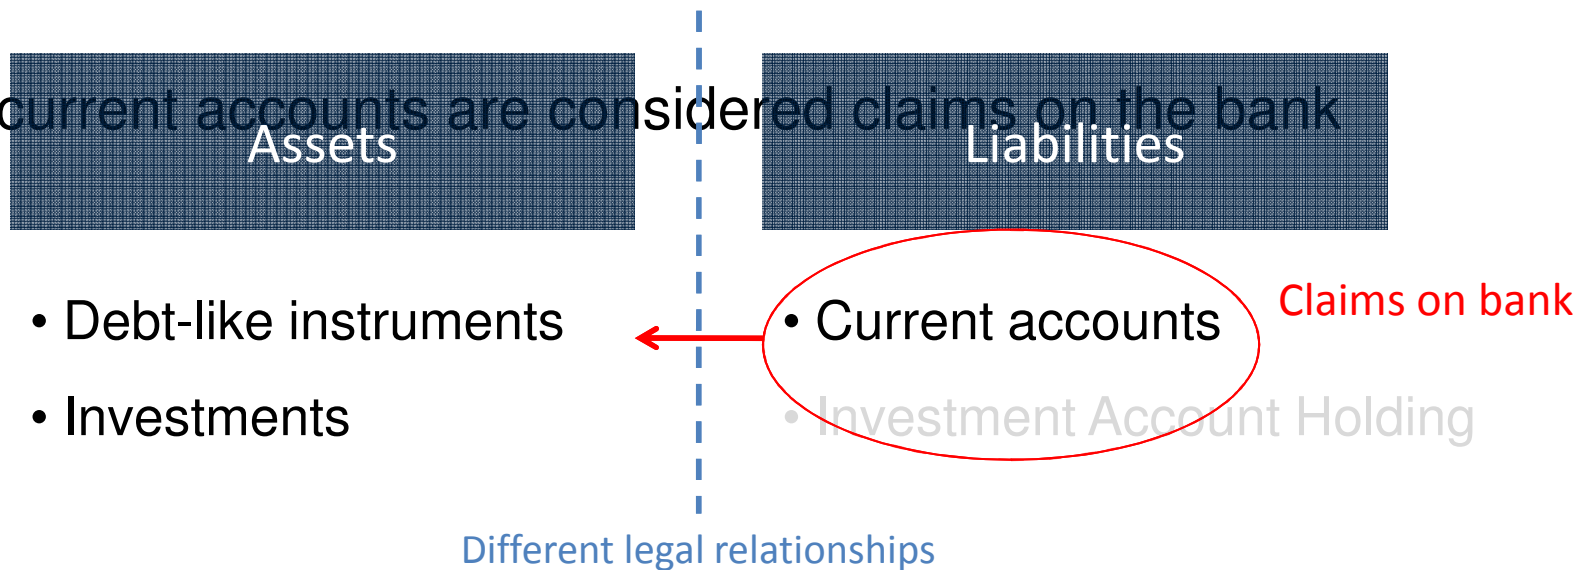 current accounts are considered claims on the bank
Assets
Liabilities
• Debt-like instruments
• Current accounts
Claims on bank
• Investments
• Investment Account Holding
Different legal relationships